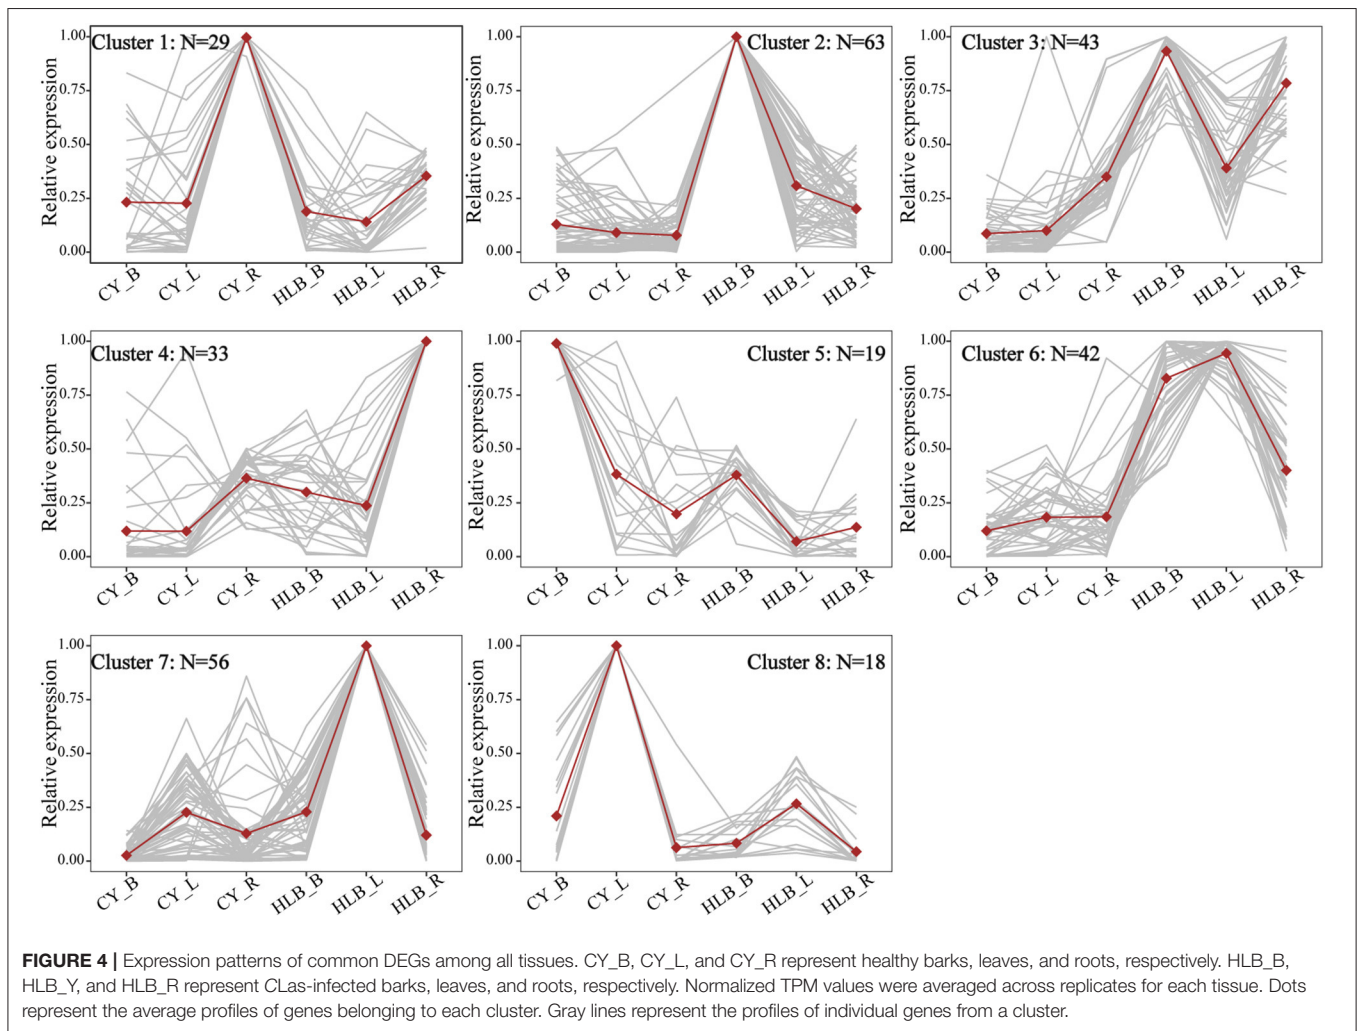 Cluster 1: N=29
Relative expression
1.00
0.75
0.50
0.25
0.00
CY_B
CY_L
CY_R
HLB_B
HLB_L
HLB_R
Cluster 2: N=63
Relative expression
1.00
0.75
0.50
0.25
0.00
CY_B
CY_L
CY_R
HLB_B
HLB_L
HLB_R
Cluster 3: N=43
Relative expression
1.00
0.75
0.50
0.25
0.00
CY_B
CY_L
CY_R
HLB_B
HLB_L
HLB_R
Cluster 4: N=33
Relative expression
1.00
0.75
0.50
0.25
0.00
CY_B
CY_L
CY_R
HLB_B
HLB_L
HLB_R
Cluster 5: N=19
Relative expression
1.00
0.75
0.50
0.25
0.00
CY_B
CY_L
CY_R
HLB_B
HLB_L
HLB_R
Cluster 6: N=42
Relative expression
1.00
0.75
0.50
0.25
0.00
CY_B
CY_L
CY_R
HLB_B
HLB_L
HLB_R
Cluster 7: N=56
Relative expression
1.00
0.75
0.50
0.25
0.00
CY_B
CY_L
CY_R
HLB_B
HLB_L
HLB_R
Cluster 8: N=18
Relative expression
1.00
0.75
0.50
0.25
0.00
CY_B
CY_L
CY_R
HLB_B
HLB_L
HLB_R
FIGURE 4 | Expression patterns of common DEGs among all tissues. CY_B, CY_L, and CY_R represent healthy barks, leaves, and roots, respectively. HLB_B,
HLB_Y, and HLB_R represent CLas-infected barks, leaves, and roots, respectively. Normalized TPM values were averaged across replicates for each tissue. Dots
represent the average profiles of genes belonging to each cluster. Gray lines represent the profiles of individual genes from a cluster.